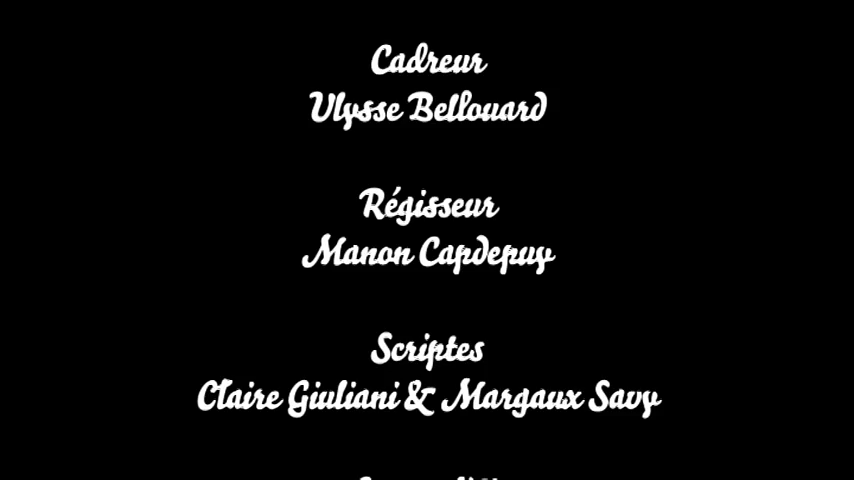 Cadreur
Ulysse Bellouard
Régisseur
Manon Capdepuy
Scriptes
Claire Giuliani & Margaux Savy